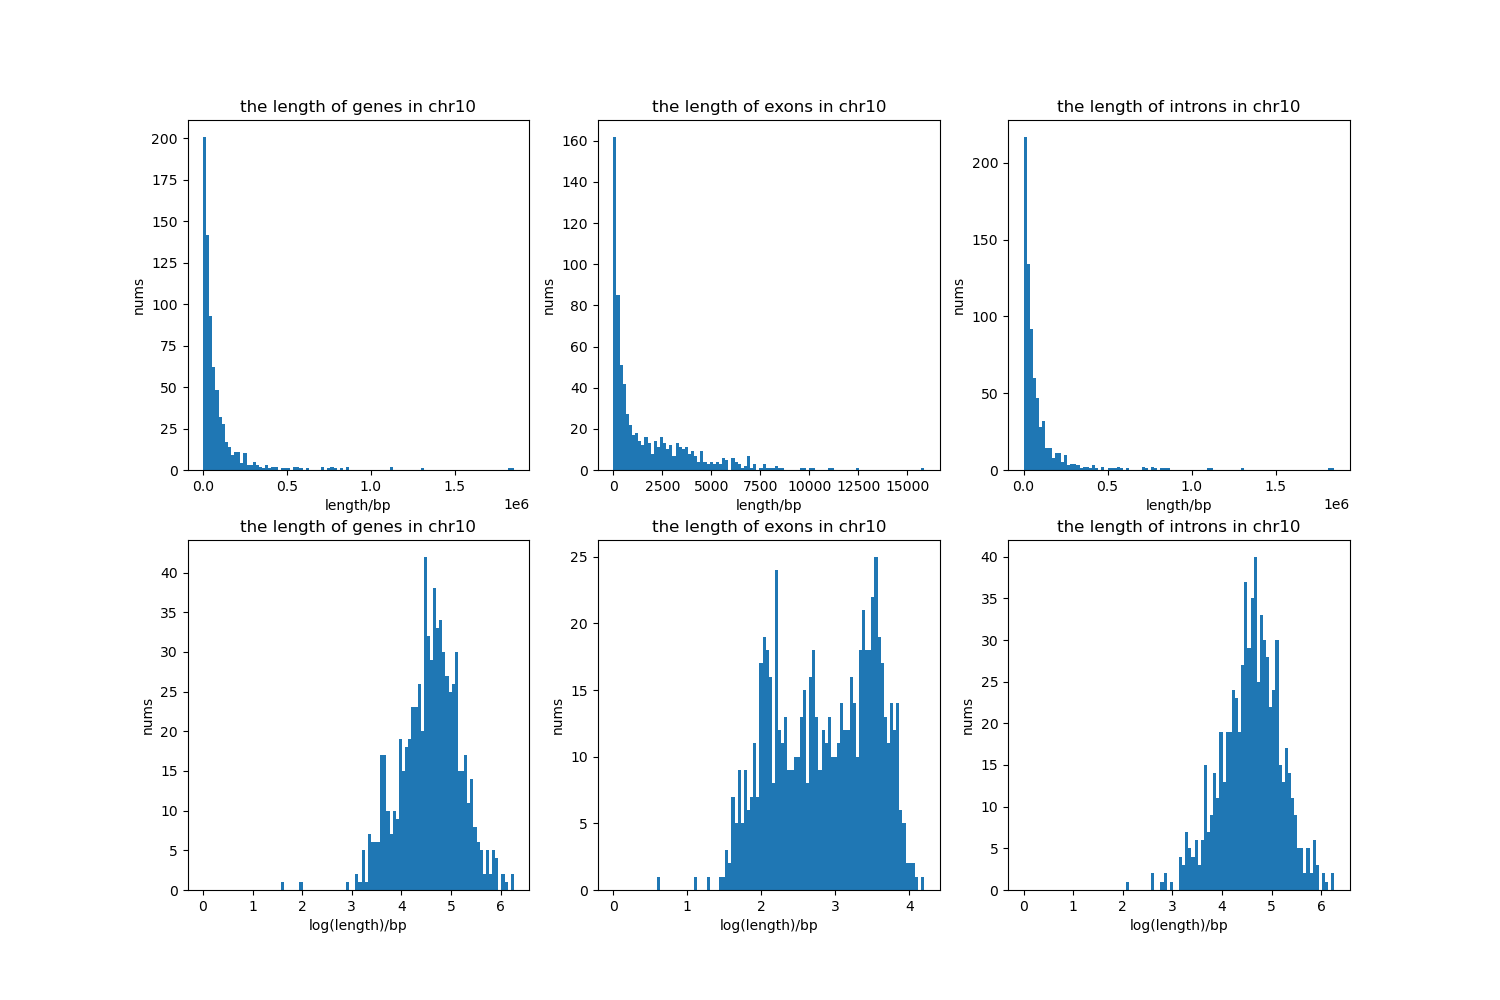 the length of genes in chr10
the length of exons in chr10
the length of introns in chr10
200
175
150
125
100
75
50
25
0
nums
0.0 0.5 1.0 1.5
1e6
length/bp
160
140
120
100
80
60
40
20
0
nums
0 2500 5000 7500 10000 12500 15000
length/bp
200
150
100
50
0
nums
0.0 0.5 1.0 1.5
1e6
length/bp
the length of genes in chr10
the length of exons in chr10
the length of introns in chr10
40
35
30
25
20
15
10
5
0
nums
0 1 2 3 4 5 6
log(length)/bp
25
20
15
10
5
0
nums
0 1 2 3 4
log(length)/bp
40
35
30
25
20
15
10
5
0
nums
0 1 2 3 4 5 6
log(length)/bp